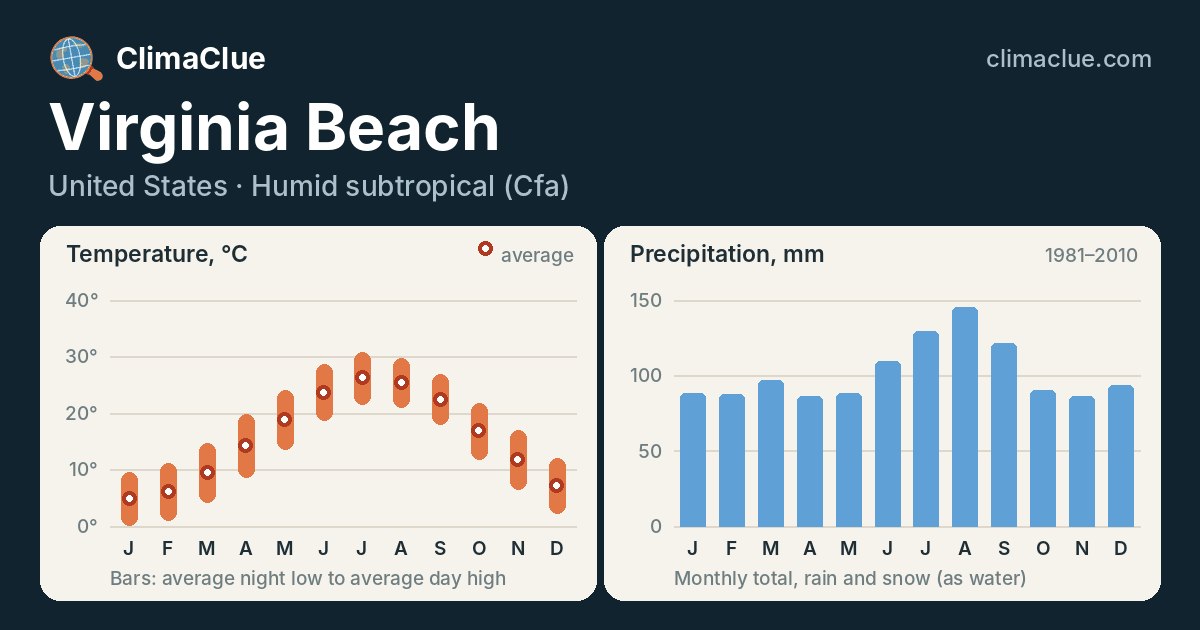 ClimaClue
climaclue.com
Virginia Beach
United States · Humid subtropical (Cfa)
Temperature, °C
average
40°
30°
20°
10°
0°
J F M A M J J A S O N D
Bars: average night low to average day high
Precipitation, mm
1981–2010
150
100
50
0
J F M A M J J A S O N D
Monthly total, rain and snow (as water)